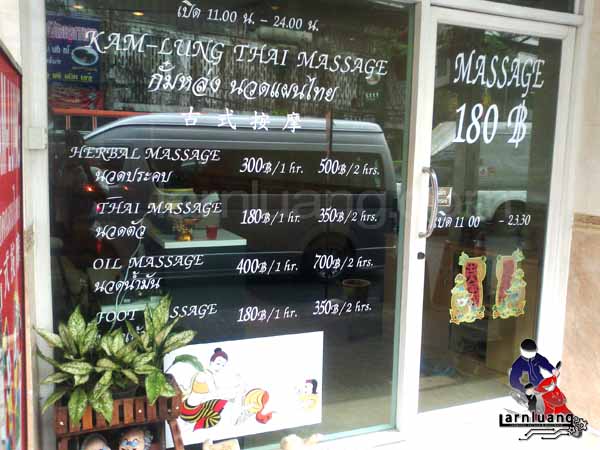 เปิด 11.00 น. - 24.00 น.
KAM-LUNG THAI MASSAGE
กั้มหลง นวดแผนไทย
古式按摩
HERBAL MASSAGE 300฿/1 hr. 500฿/2 hrs.
นวดประคบ
THAI MASSAGE 180฿/1 hr. 350฿/2 hrs.
นวดตัว
OIL MASSAGE 400฿/1 hr. 700฿/2 hrs.
นวดน้ำมัน
FOOT MASSAGE 180฿/1 hr. 350฿/2 hrs.
MASSAGE
180 ฿
เปิด 11 00 - 23.30
Larnluang